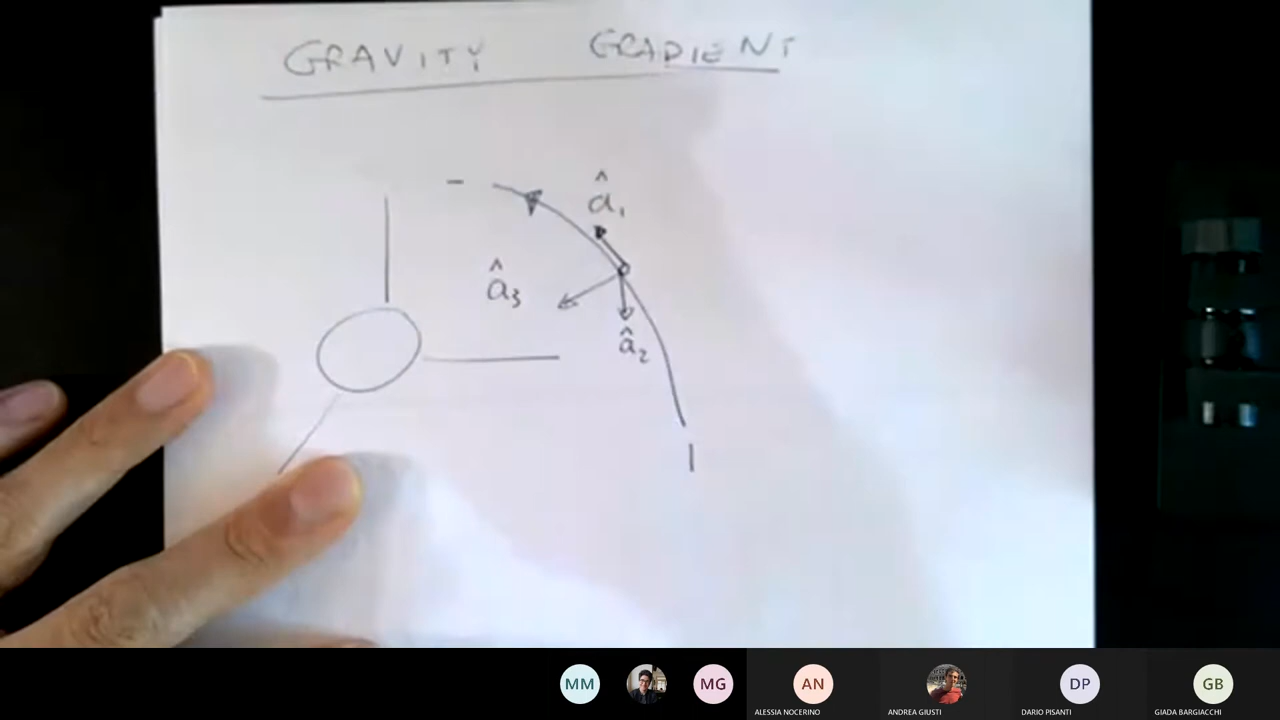 GRAVITY GRADIENT
â₁
â₃
â₂
MM MG AN DP GB
ALESSIA NOCERINO ANDREA GIUSTI DARIO PISANTI GIADA BARGIACCHI